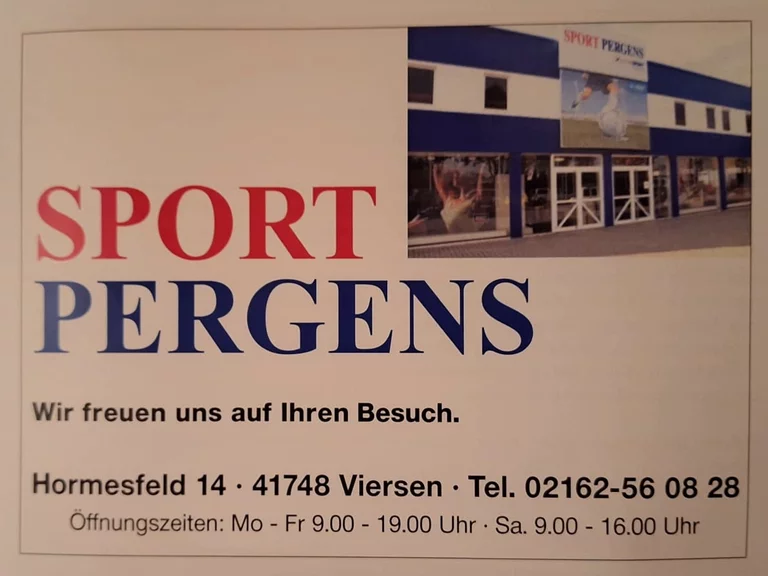 SPORT PERGENS
SPORT
PERGENS
Wir freuen uns auf Ihren Besuch.
Hormesfeld 14 · 41748 Viersen · Tel. 02162-56 08 28
Öffnungszeiten: Mo - Fr 9.00 - 19.00 Uhr · Sa. 9.00 - 16.00 Uhr